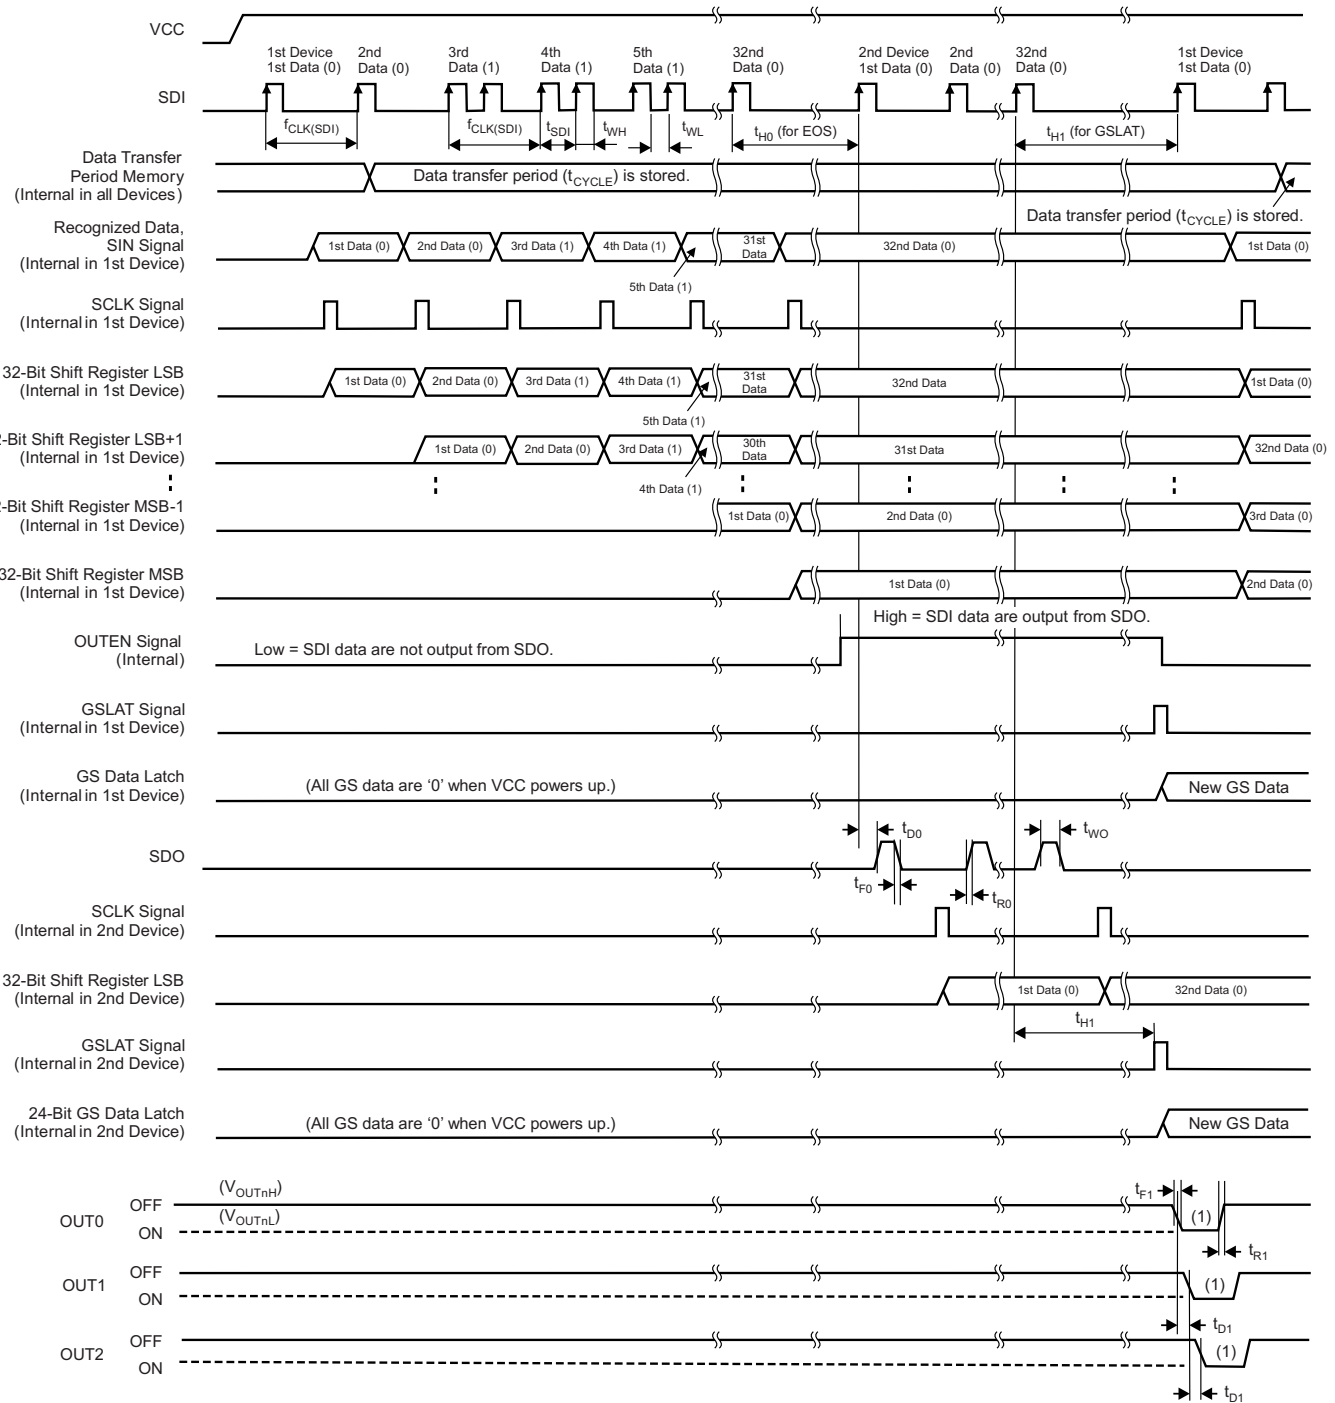 VCC
1st Device
1st Data (0)
2nd
Data (0)
3rd
Data (1)
4th
Data (1)
5th
Data (1)
32nd
Data (0)
2nd Device
1st Data (0)
2nd
Data (0)
32nd
Data (0)
1st Device
1st Data (0)
SDI
fCLK(SDI)
fCLK(SDI)
tSDI
tWH
tWL
tH0 (for EOS)
tH1 (for GSLAT)
Data Transfer
Period Memory
(Internal in all Devices)
Data transfer period (tCYCLE) is stored.
Data transfer period (tCYCLE) is stored.
Recognized Data,
SIN Signal
(Internal in 1st Device)
1st Data (0)
2nd Data (0)
3rd Data (1)
4th Data (1)
31st
Data
32nd Data (0)
1st Data (0)
5th Data (1)
SCLK Signal
(Internal in 1st Device)
32-Bit Shift Register LSB
(Internal in 1st Device)
1st Data (0)
2nd Data (0)
3rd Data (1)
4th Data (1)
31st
Data
32nd Data
1st Data (0)
5th Data (1)
2-Bit Shift Register LSB+1
(Internal in 1st Device)
1st Data (0)
2nd Data (0)
3rd Data (1)
30th
Data
31st Data
32nd Data (0)
4th Data (1)
2-Bit Shift Register MSB-1
(Internal in 1st Device)
1st Data (0)
2nd Data (0)
3rd Data (0)
32-Bit Shift Register MSB
(Internal in 1st Device)
1st Data (0)
2nd Data (0)
High = SDI data are output from SDO.
OUTEN Signal
(Internal)
Low = SDI data are not output from SDO.
GSLAT Signal
(Internal in 1st Device)
GS Data Latch
(Internal in 1st Device)
(All GS data are ‘0’ when VCC powers up.)
New GS Data
SDO
tD0
tWO
tF0
tR0
SCLK Signal
(Internal in 2nd Device)
32-Bit Shift Register LSB
(Internal in 2nd Device)
1st Data (0)
32nd Data (0)
tH1
GSLAT Signal
(Internal in 2nd Device)
24-Bit GS Data Latch
(Internal in 2nd Device)
(All GS data are ‘0’ when VCC powers up.)
New GS Data
OUT0
OFF
(VOUTnH)
ON
(VOUTnL)
tF1
(1)
tR1
OUT1
OFF
ON
(1)
tD1
OUT2
OFF
ON
(1)
tD1